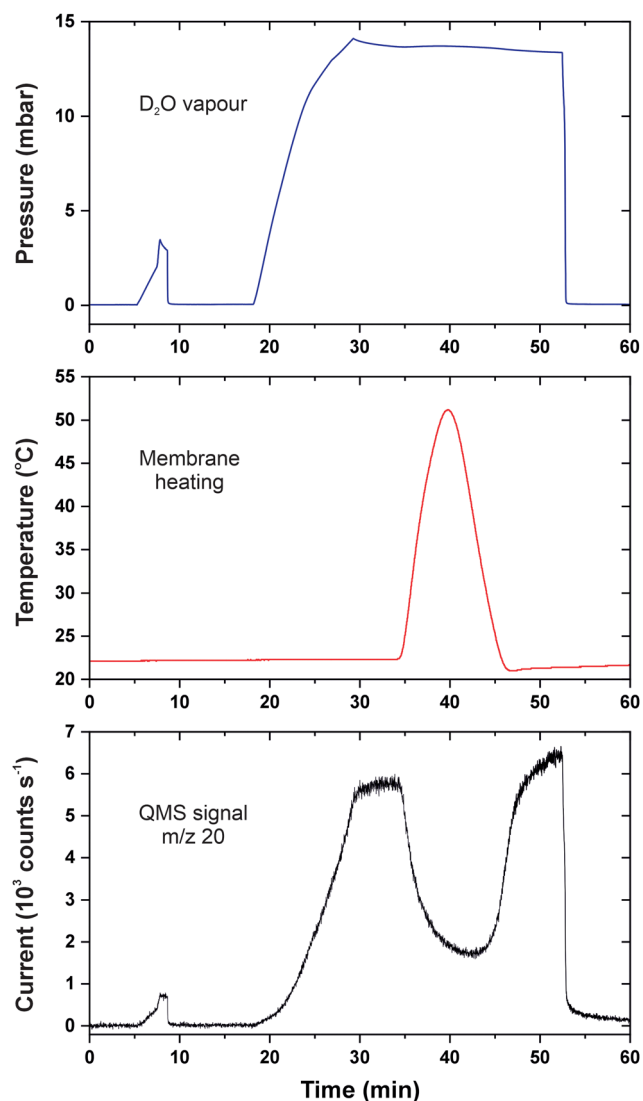 15
10
5
0
Pressure (mbar)
D₂O vapour
0 10 20 30 40 50 60
55
50
45
40
35
30
25
20
Temperature (°C)
Membrane
heating
0 10 20 30 40 50 60
7
6
5
4
3
2
1
0
Current (10³ counts s⁻¹)
QMS signal
m/z 20
0 10 20 30 40 50 60
Time (min)